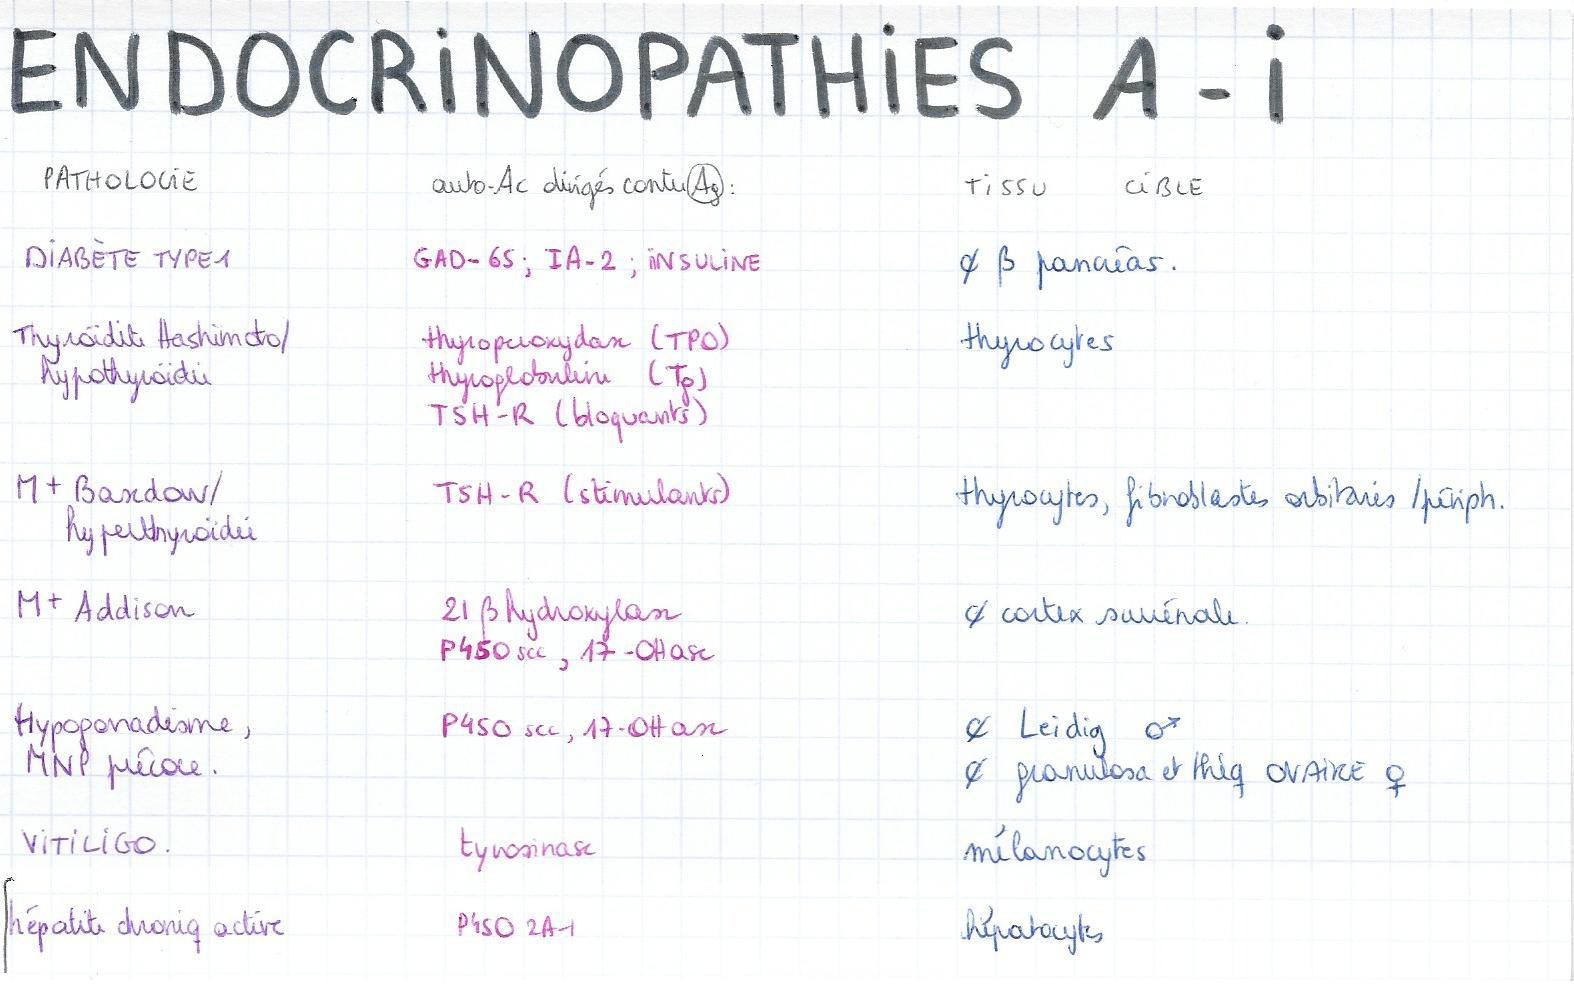 ENDOCRiNOPATHiES A-i
PATHOLOGiE auto-Ac dirigés contre Ag: TiSSU CiBLE
DiABÈTE TYPE 1 GAD-65; IA-2; iNSULiNE ¢ β pancréas.
Thyroïdite Hashimoto/ thyroperoxydase (TPO) thyrocytes
hypothyroïdie thyroglobuline (Tg)
TSH-R (bloquants)
M+ Basedow/ TSH-R (stimulants) thyrocytes, fibroblastes orbitaires /périph.
hyperthyroïdie
M+ Addison 21 β hydroxylase ¢ cortex surrénale.
P450 scc, 17-OHase
Hypogonadisme, P450 scc, 17-OHase ¢ Leidig ♂
MNP précoce. ¢ granulosa et thèq OVAiRE ♀
ViTiLiGO. tyrosinase mélanocytes
hépatite chroniq active P450 2A-1 hépatocytes